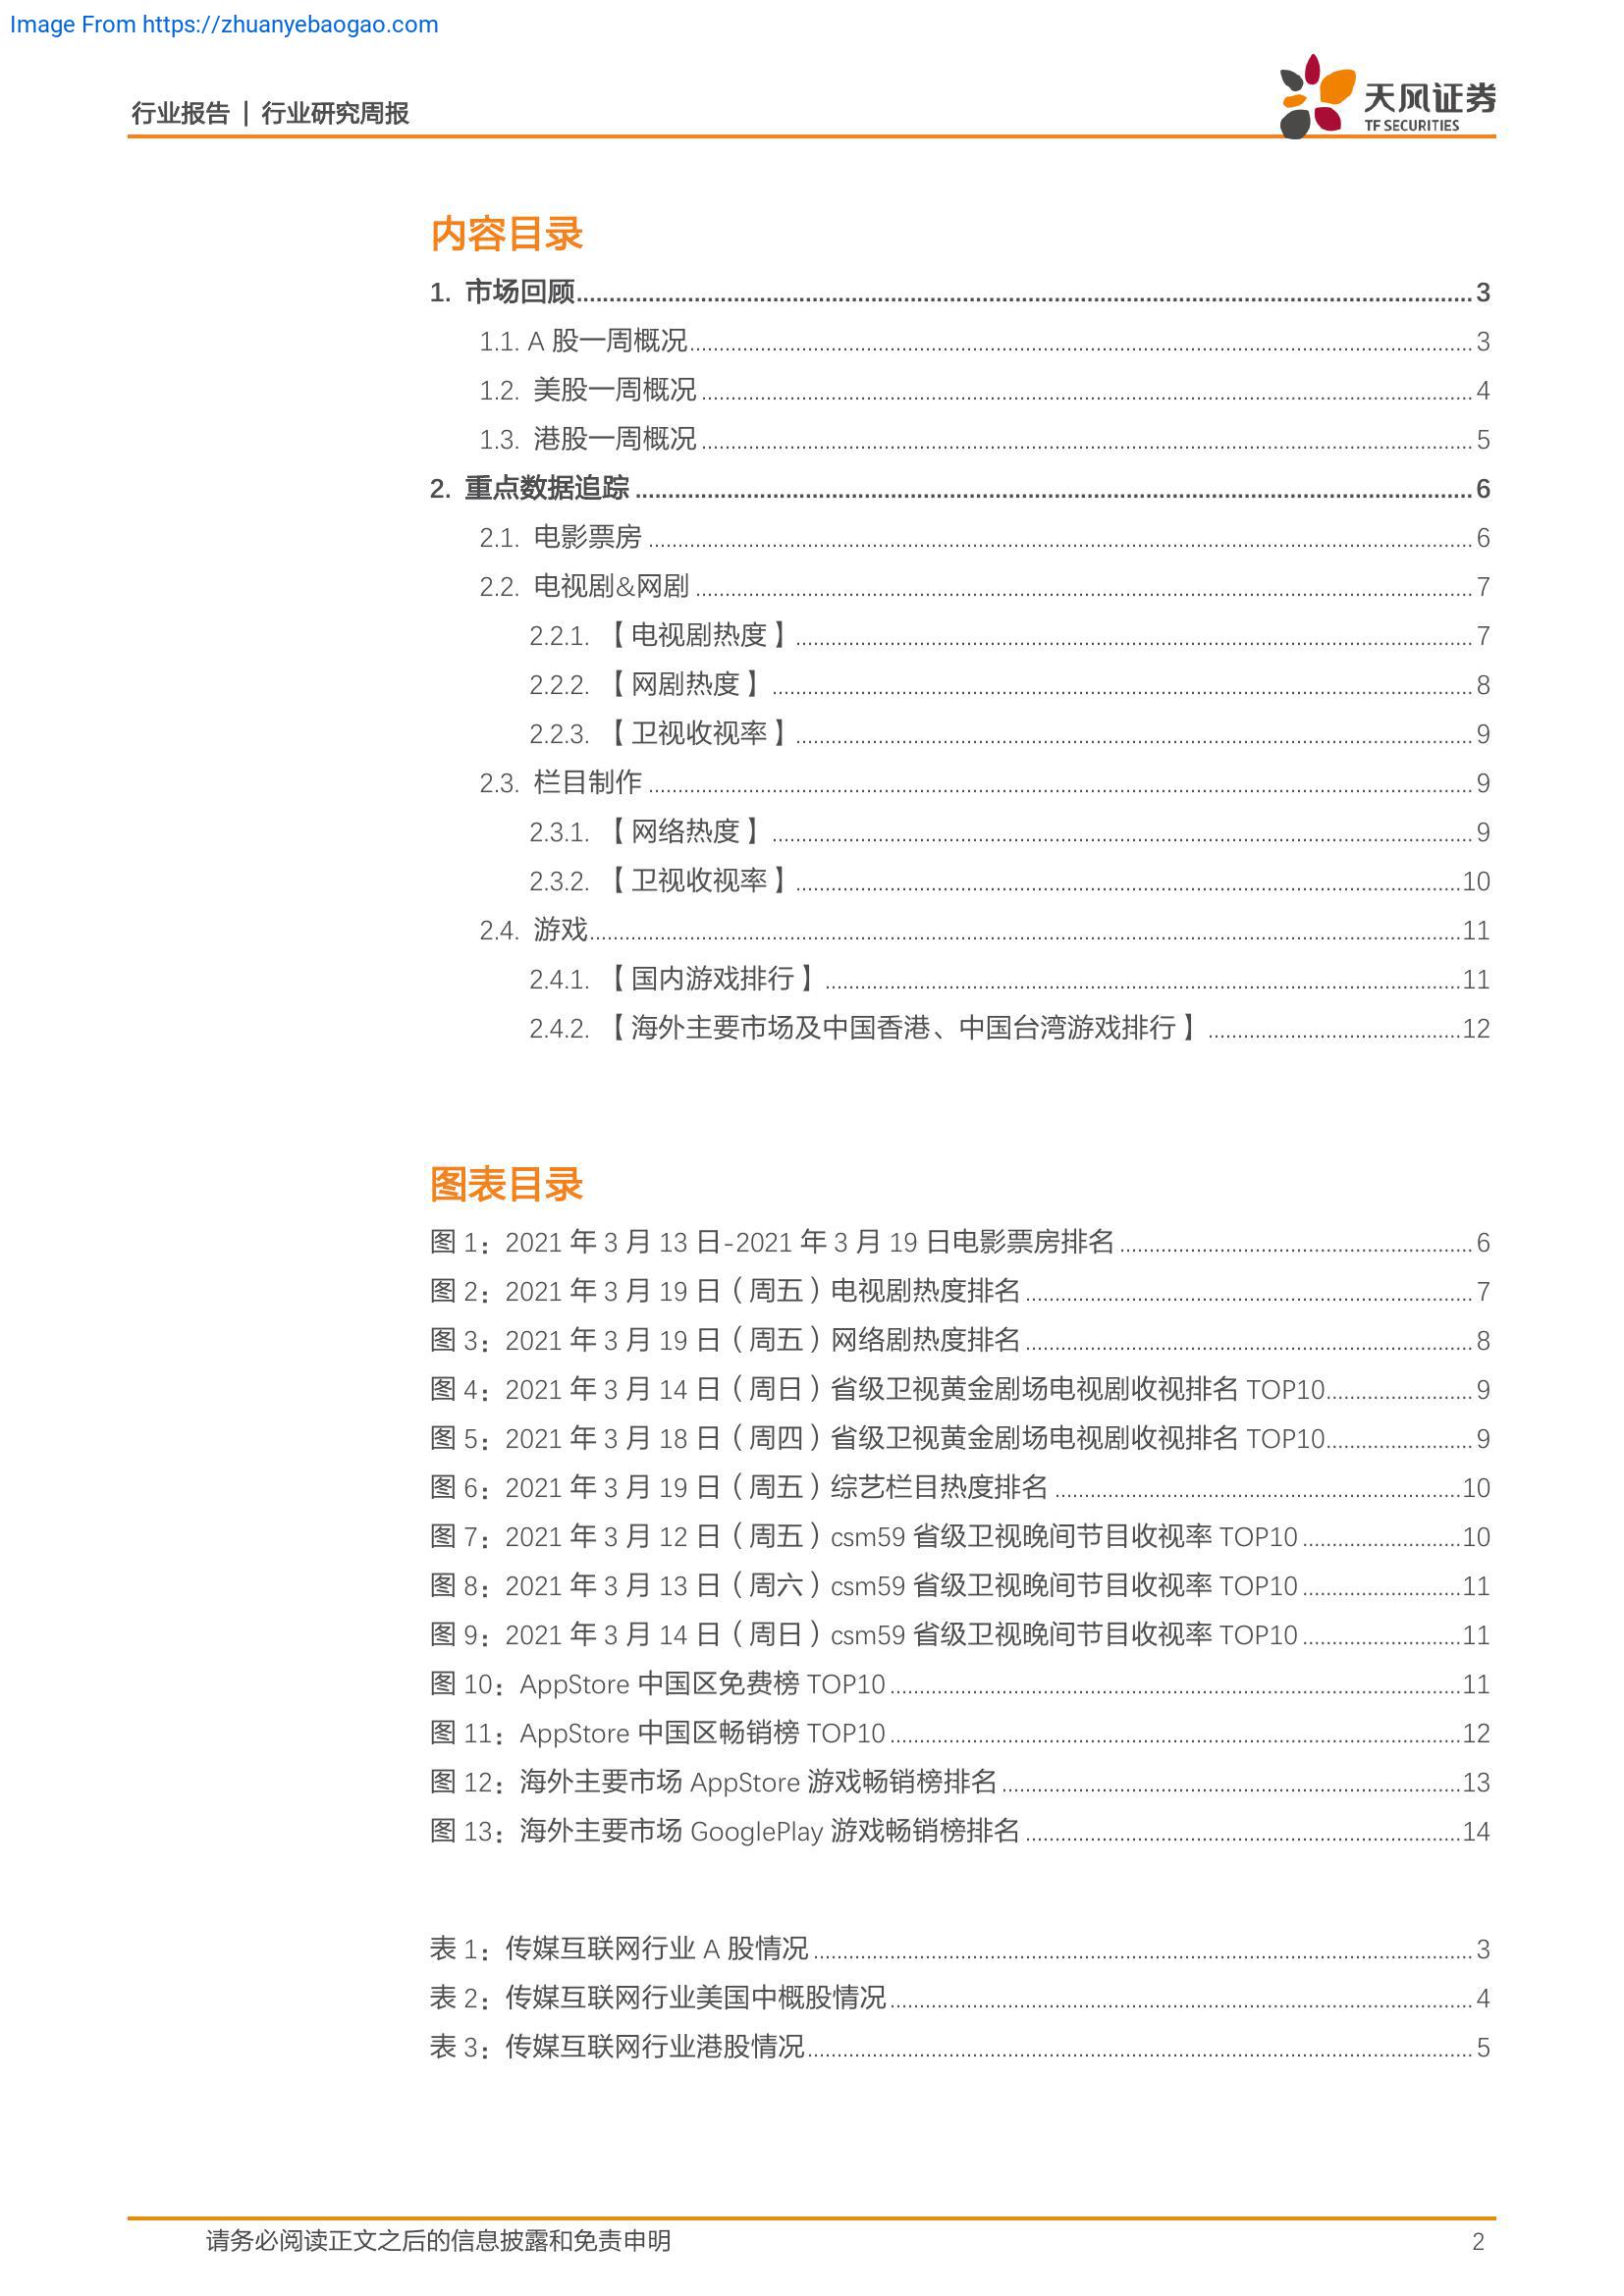 Image From https://zhuanyebaogao.com
行业报告 | 行业研究周报
天风证券
TF SECURITIES
内容目录
1. 市场回顾 3
1.1. A 股一周概况 3
1.2. 美股一周概况 4
1.3. 港股一周概况 5
2. 重点数据追踪 6
2.1. 电影票房 6
2.2. 电视剧&网剧 7
2.2.1. 【电视剧热度】 7
2.2.2. 【网剧热度】 8
2.2.3. 【卫视收视率】 9
2.3. 栏目制作 9
2.3.1. 【网络热度】 9
2.3.2. 【卫视收视率】 10
2.4. 游戏 11
2.4.1. 【国内游戏排行】 11
2.4.2. 【海外主要市场及中国香港、中国台湾游戏排行】 12
图表目录
图 1：2021 年 3 月 13 日-2021 年 3 月 19 日电影票房排名 6
图 2：2021 年 3 月 19 日（周五）电视剧热度排名 7
图 3：2021 年 3 月 19 日（周五）网络剧热度排名 8
图 4：2021 年 3 月 14 日（周日）省级卫视黄金剧场电视剧收视排名 TOP10 9
图 5：2021 年 3 月 18 日（周四）省级卫视黄金剧场电视剧收视排名 TOP10 9
图 6：2021 年 3 月 19 日（周五）综艺栏目热度排名 10
图 7：2021 年 3 月 12 日（周五）csm59 省级卫视晚间节目收视率 TOP10 10
图 8：2021 年 3 月 13 日（周六）csm59 省级卫视晚间节目收视率 TOP10 11
图 9：2021 年 3 月 14 日（周日）csm59 省级卫视晚间节目收视率 TOP10 11
图 10：AppStore 中国区免费榜 TOP10 11
图 11：AppStore 中国区畅销榜 TOP10 12
图 12：海外主要市场 AppStore 游戏畅销榜排名 13
图 13：海外主要市场 GooglePlay 游戏畅销榜排名 14
表 1：传媒互联网行业 A 股情况 3
表 2：传媒互联网行业美国中概股情况 4
表 3：传媒互联网行业港股情况 5
请务必阅读正文之后的信息披露和免责申明 2